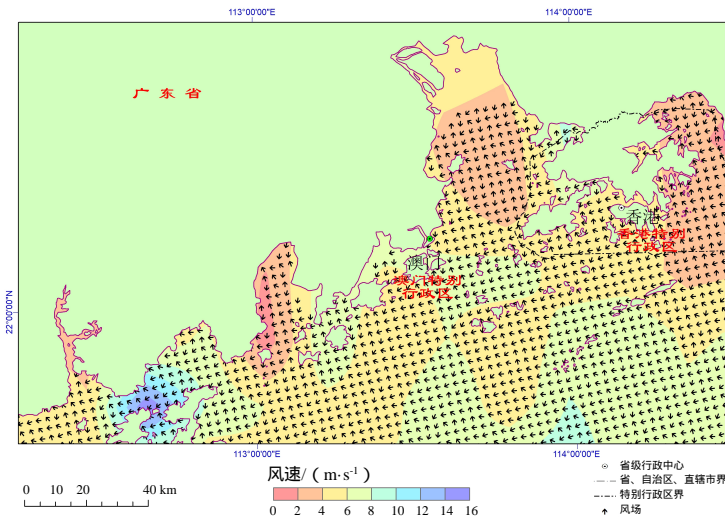 113°00′00″E
114°00′00″E
广 东 省
香港
香港特别
行政区
澳门
澳门特别
行政区
22°00′00″N
113°00′00″E
114°00′00″E
0 10 20 40 km
风速/（m·s⁻¹）
0 2 4 6 8 10 12 14 16
省级行政中心
省、自治区、直辖市界
特别行政区界
风场